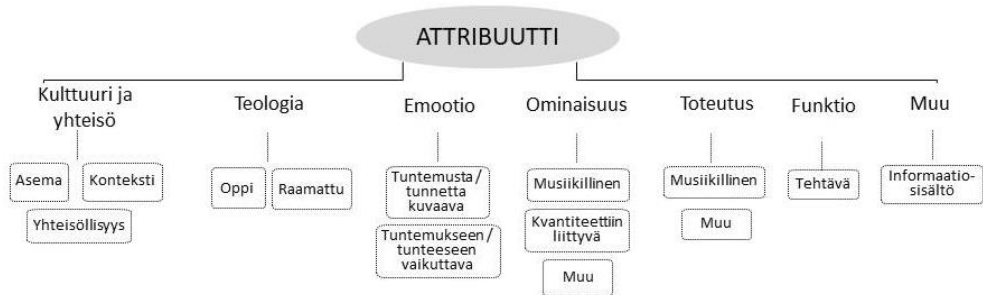 ATTRIBUUTTI
Kulttuuri ja
yhteisö
Teologia
Emootio
Ominaisuus
Toteutus
Funktio
Muu
Asema
Konteksti
Yhteisöllisyys
Oppi
Raamattu
Tuntemusta/
tunnetta
kuvaava
Tuntemukseen/
tunteeseen
vaikuttava
Musiikillinen
Kvantiteettiin
liittyvä
Muu
Musiikillinen
Muu
Tehtävä
Informaatio-
sisältö